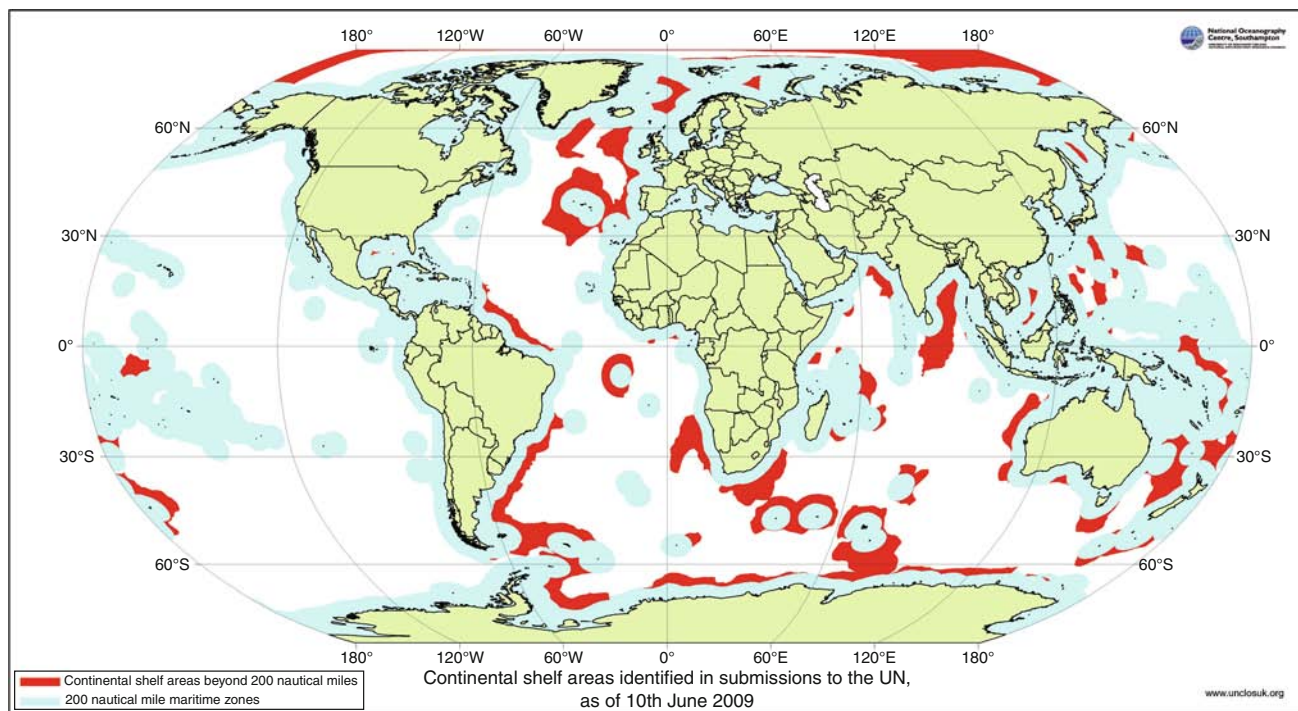 180° 120°W 60°W 0° 60°E 120°E 180°
National Oceanography
Centre, Southampton
60°N 60°N
30°N 30°N
0° 0°
30°S 30°S
60°S 60°S
180° 120°W 60°W 0° 60°E 120°E 180°
Continental shelf areas beyond 200 nautical miles
200 nautical mile maritime zones
Continental shelf areas identified in submissions to the UN,
as of 10th June 2009
www.unclosuk.org